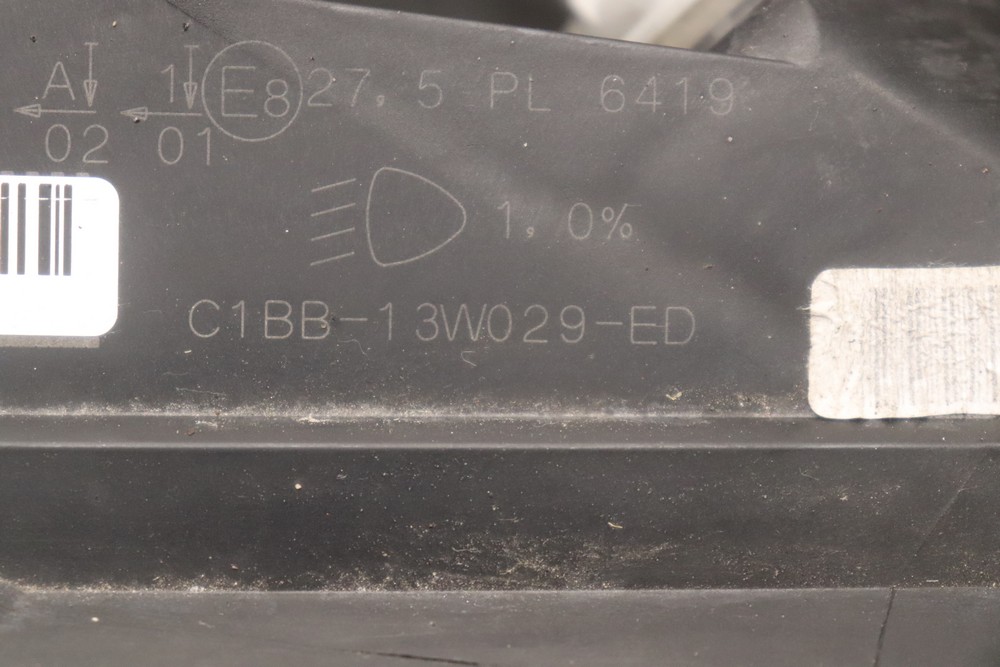 A 1 E8 27,5 PL 6419
02 01
1,0%
C1BB-13W029-ED